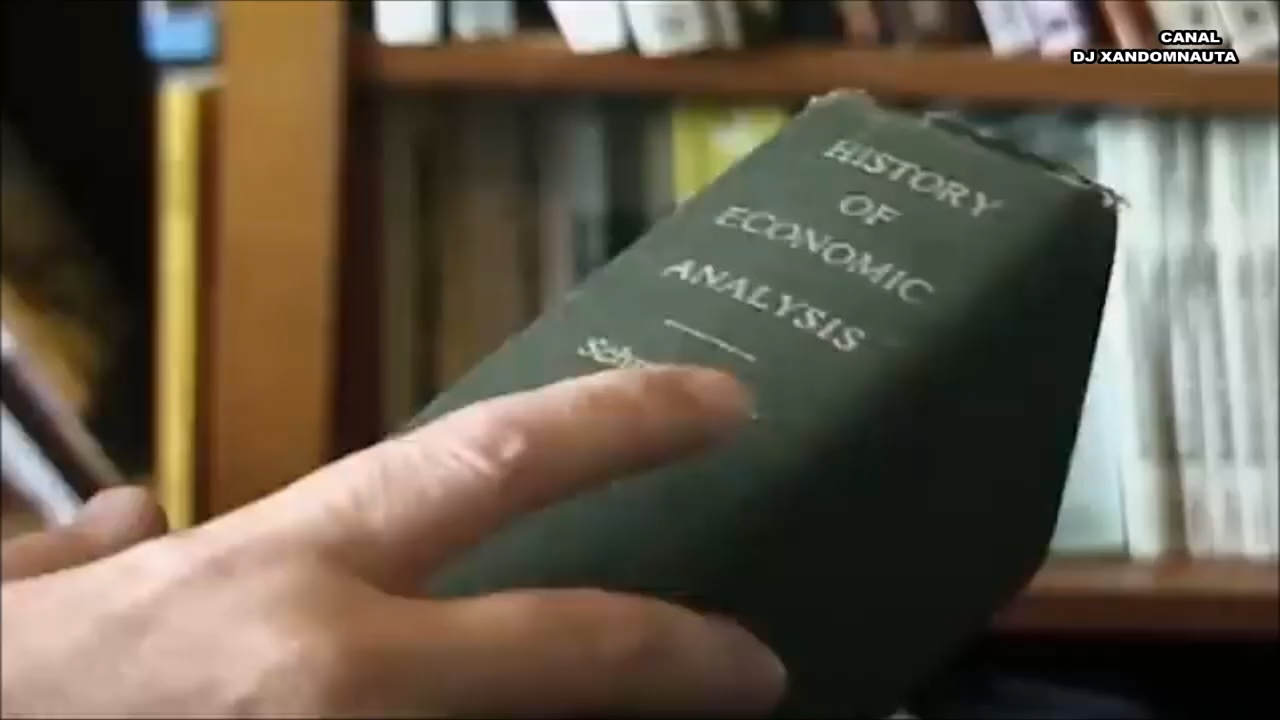 CANAL
DJ XANDOMNAUTA
HISTORY
OF
ECONOMIC
ANALYSIS